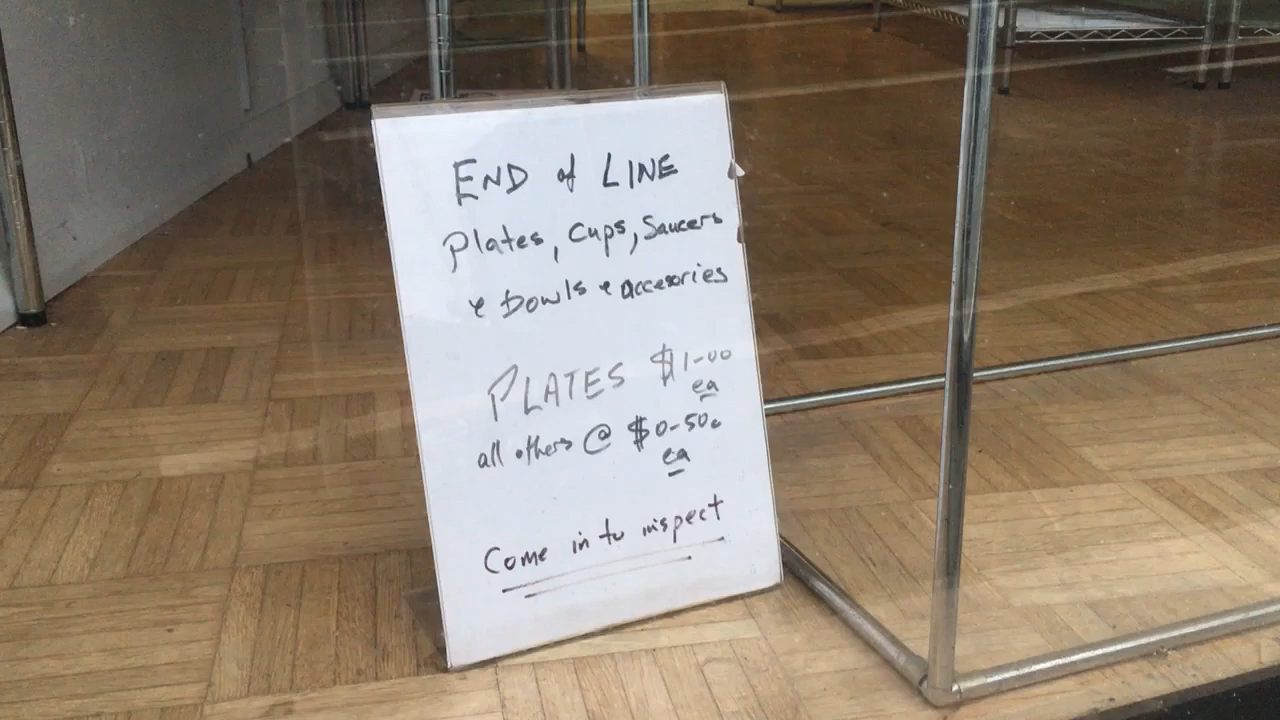 END of LINE
Plates, Cups, Saucers
& Bowls & accesories
PLATES $1-00
ea
all others @ $0-50c
ea
Come in to inspect